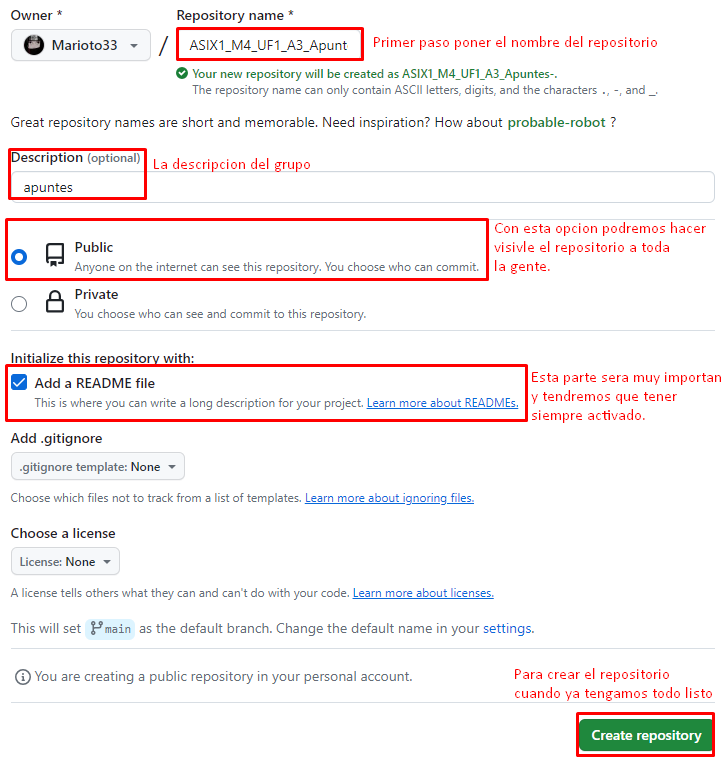 Owner * Repository name *
Marioto33 / ASIX1_M4_UF1_A3_Apunt Primer paso poner el nombre del repositorio
Your new repository will be created as ASIX1_M4_UF1_A3_Apuntes-.
The repository name can only contain ASCII letters, digits, and the characters ., -, and _.
Great repository names are short and memorable. Need inspiration? How about probable-robot ?
Description (optional) La descripcion del grupo
apuntes
Public
Anyone on the internet can see this repository. You choose who can commit.
Con esta opcion podremos hacer
visivle el repositorio a toda
la gente.
Private
You choose who can see and commit to this repository.
Initialize this repository with:
Add a README file
This is where you can write a long description for your project. Learn more about READMEs.
Esta parte sera muy importan
y tendremos que tener
siempre activado.
Add .gitignore
.gitignore template: None
Choose which files not to track from a list of templates. Learn more about ignoring files.
Choose a license
License: None
A license tells others what they can and can't do with your code. Learn more about licenses.
This will set main as the default branch. Change the default name in your settings.
You are creating a public repository in your personal account.
Para crear el repositorio
cuando ya tengamos todo listo
Create repository